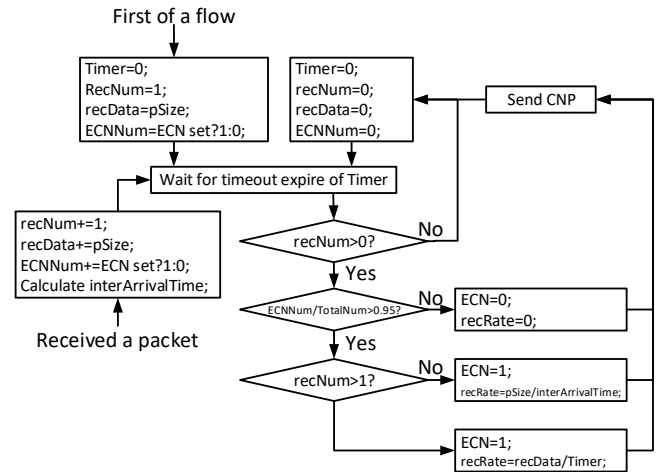 First of a flow
Timer=0;
RecNum=1;
recData=pSize;
ECNNum=ECN set?1:0;
Timer=0;
recNum=0;
recData=0;
ECNNum=0;
Send CNP
Wait for timeout expire of Timer
recNum+=1;
recData+=pSize;
ECNNum+=ECN set?1:0;
Calculate interArrivalTime;
Received a packet
recNum>0?
No
Yes
ECNNum/TotalNum>0.95?
No
ECN=0;
recRate=0;
Yes
recNum>1?
No
ECN=1;
recRate=pSize/interArrivalTime;
ECN=1;
recRate=recData/Timer;